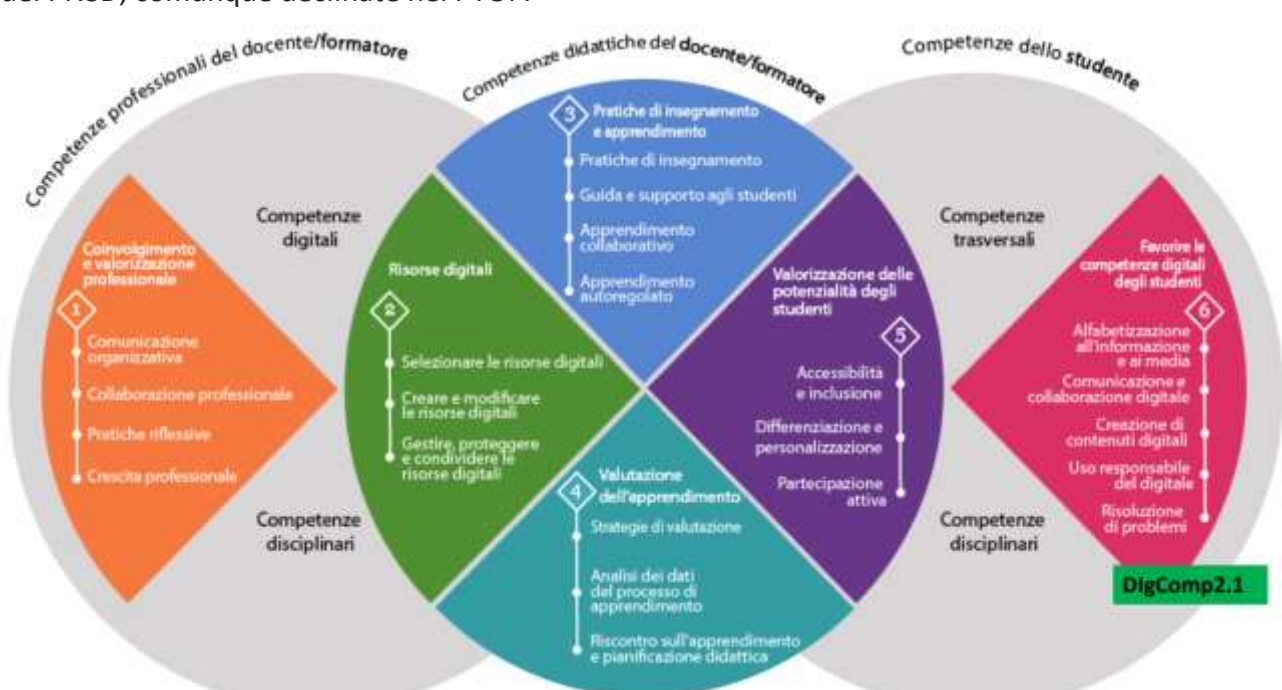 Competenze professionali del docente/formatore
Competenze didattiche del docente/formatore
Competenze dello studente
Competenze
digitali
Competenze
disciplinari
Coinvolgimento
e valorizzazione
professionale
1
Comunicazione
organizzativa
Collaborazione professionale
Pratiche riflessive
Crescita professionale
Risorse digitali
2
Selezionare le risorse digitali
Creare e modificare
le risorse digitali
Gestire, proteggere
e condividere le
risorse digitali
3
Pratiche di insegnamento
e apprendimento
Pratiche di insegnamento
Guida e supporto agli studenti
Apprendimento
collaborativo
Apprendimento
autoregolato
4
Valutazione
dell'apprendimento
Strategie di valutazione
Analisi dei dati
del processo di
apprendimento
Riscontro sull'apprendimento
e pianificazione didattica
Valorizzazione delle
potenzialità degli
studenti
5
Accessibilità
e inclusione
Differenziazione e
personalizzazione
Partecipazione
attiva
Competenze
trasversali
Competenze
disciplinari
Favorire le
competenze digitali
degli studenti
6
Alfabetizzazione
all'informazione
e ai media
Comunicazione e
collaborazione digitale
Creazione di
contenuti digitali
Uso responsabile
del digitale
Risoluzione
di problemi
DigComp2.1